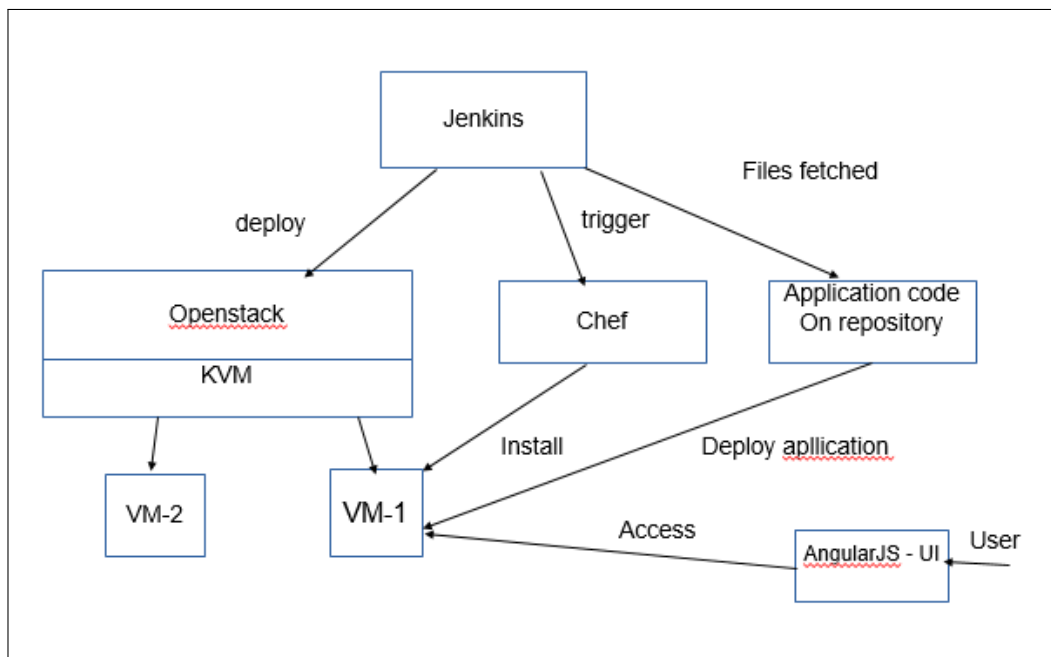 Jenkins
Files fetched
deploy
trigger
Openstack
Chef
Application code
On repository
KVM
Install
Deploy apllication
VM-2
VM-1
Access
AngularJS - UI
User